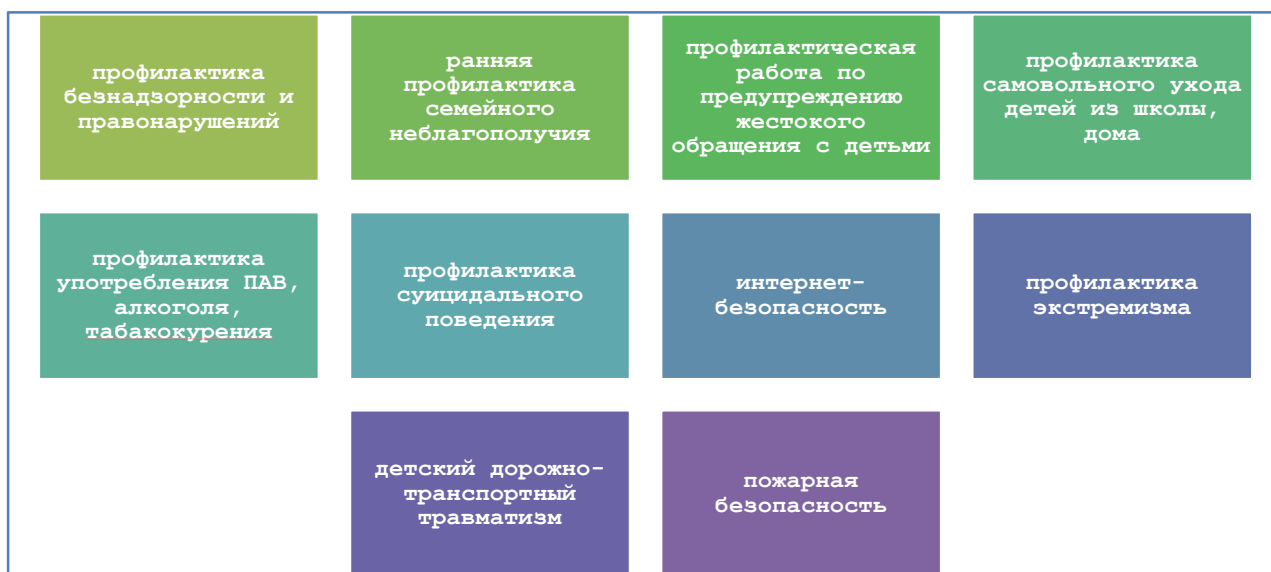 профилактика
безнадзорности и
правонарушений
ранняя
профилактика
семейного
неблагополучия
профилактическая
работа по
предупреждению
жестокого
обращения с детьми
профилактика
самовольного ухода
детей из школы,
дома
профилактика
употребления ПАВ,
алкоголя,
табакокурения
профилактика
суицидального
поведения
интернет-
безопасность
профилактика
экстремизма
детский дорожно-
транспортный
травматизм
пожарная
безопасность